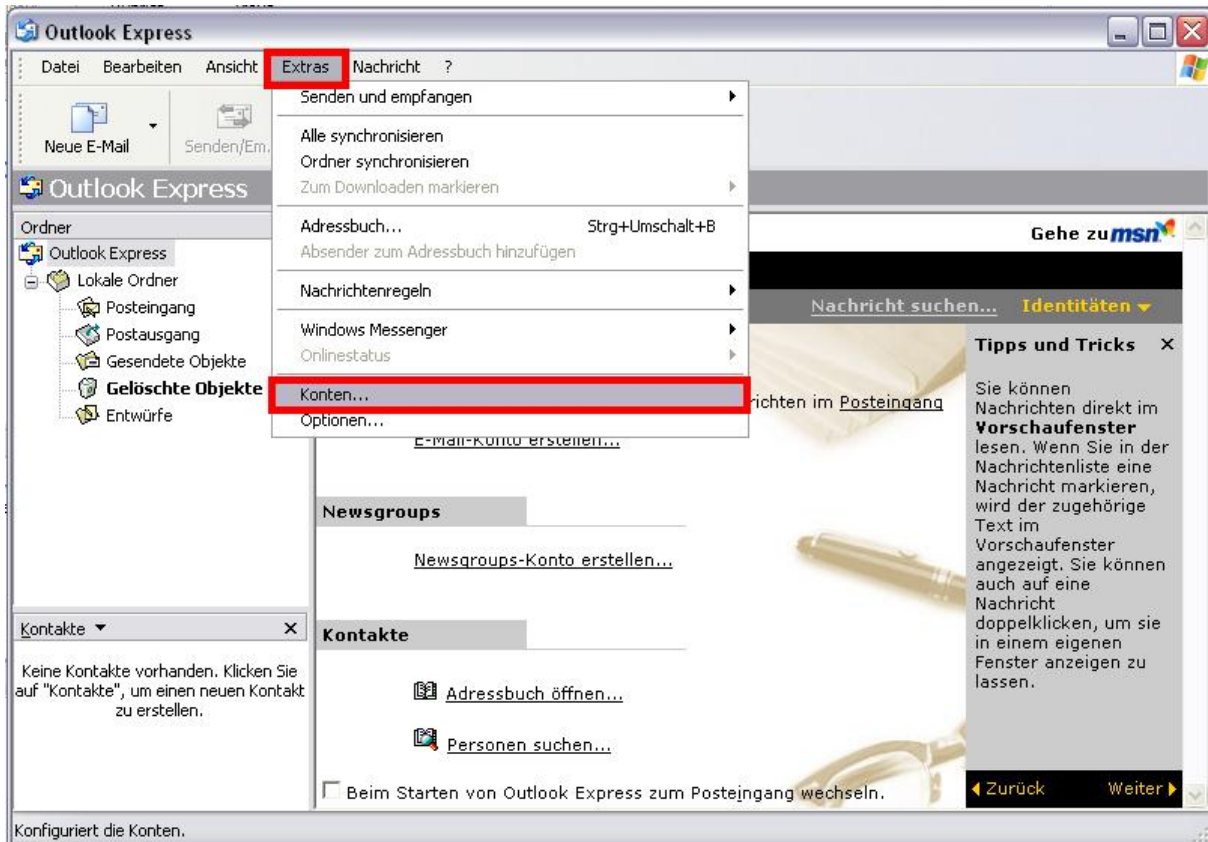 Outlook Express
Datei Bearbeiten Ansicht Extras Nachricht ?
Neue E-Mail
Senden/Em.
Senden und empfangen
Alle synchronisieren
Ordner synchronisieren
Zum Downloaden markieren
Adressbuch... Strg+Umschalt+B
Absender zum Adressbuch hinzufügen
Nachrichtenregeln
Windows Messenger
Onlinestatus
Konten...
Optionen...
Outlook Express
Ordner
Outlook Express
Lokale Ordner
Posteingang
Postausgang
Gesendete Objekte
Gelöschte Objekte
Entwürfe
Kontakte
Keine Kontakte vorhanden. Klicken Sie
auf "Kontakte", um einen neuen Kontakt
zu erstellen.
Gehe zu msn
Nachricht suchen... Identitäten
richten im Posteingang
E-Mail-Konto erstellen...
Newsgroups
Newsgroups-Konto erstellen...
Kontakte
Adressbuch öffnen...
Personen suchen...
Beim Starten von Outlook Express zum Posteingang wechseln.
Tipps und Tricks
Sie können
Nachrichten direkt im
Vorschaufenster
lesen. Wenn Sie in der
Nachrichtenliste eine
Nachricht markieren,
wird der zugehörige
Text im
Vorschaufenster
angezeigt. Sie können
auch auf eine
Nachricht
doppelklicken, um sie
in einem eigenen
Fenster anzeigen zu
lassen.
Zurück Weiter
Konfiguriert die Konten.